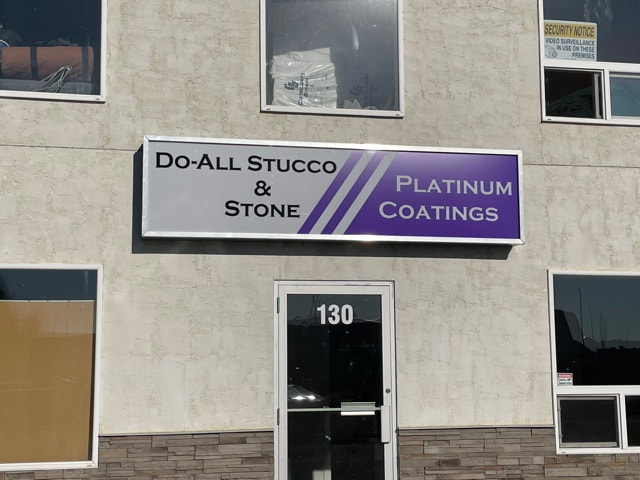 SECURITY NOTICE
VIDEO SURVEILLANCE
IN USE ON THESE
PREMISES
DO-ALL STUCCO
&
STONE
PLATINUM
COATINGS
130